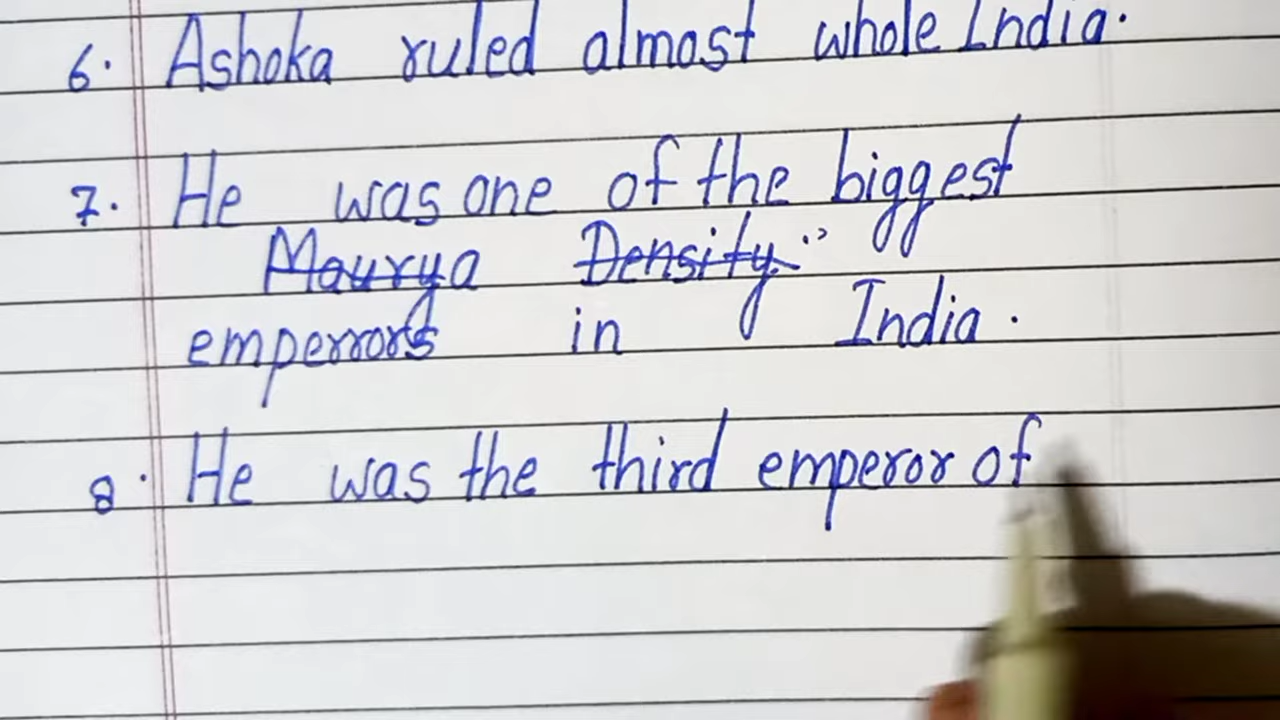 6. Ashoka ruled almost whole India.
7. He was one of the biggest
Maurya Density.
emperrors in India.
8. He was the third emperor of